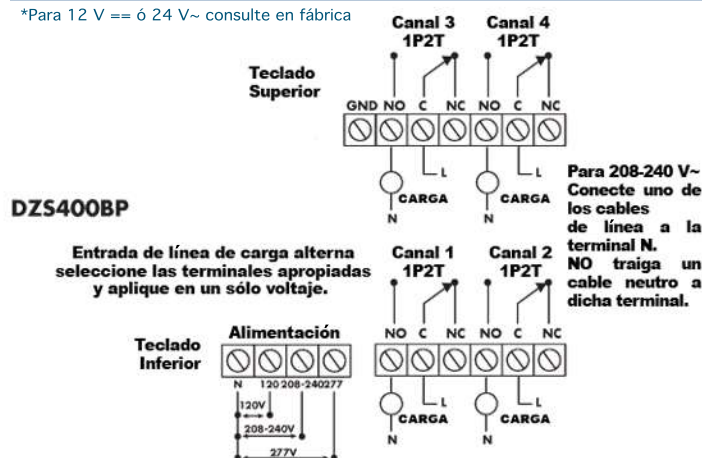 *Para 12 V == ó 24 V~ consulte en fábrica
Canal 3 Canal 4
1P2T 1P2T
Teclado
Superior
GND NO C NC NO C NC
L L
CARGA CARGA
N N
Para 208-240 V~
Conecte uno de
los cables
de línea a la
terminal N.
NO traiga un
cable neutro a
dicha terminal.
DZS400BP
Entrada de línea de carga alterna
seleccione las terminales apropiadas
y aplique en un sólo voltaje.
Canal 1 Canal 2
1P2T 1P2T
Teclado
Inferior
Alimentación
NO C NC NO C NC
N 120 208-240 277
120V
208-240V
277V
L L
CARGA CARGA
N N